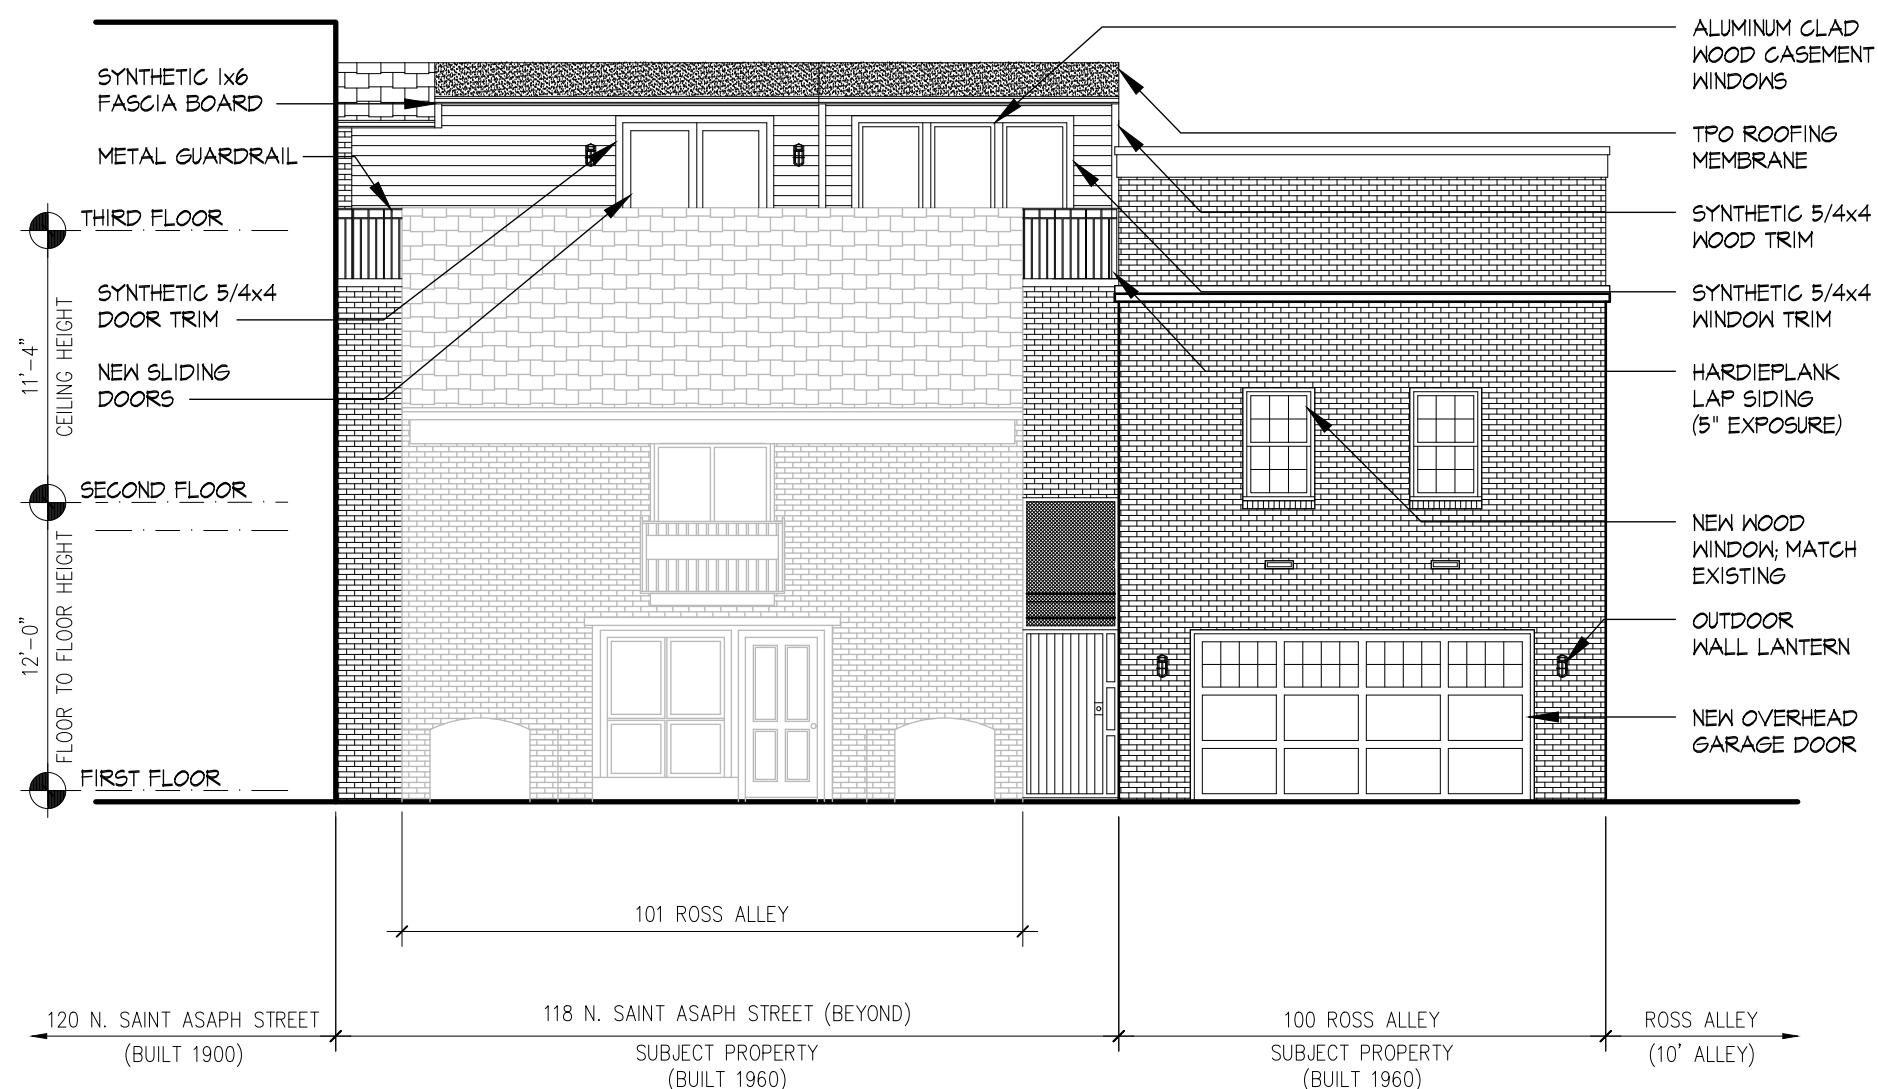 SYNTHETIC 1x6
FASCIA BOARD
METAL GUARDRAIL
THIRD FLOOR
SYNTHETIC 5/4x4
DOOR TRIM
NEW SLIDING
DOORS
11'-4"
CEILING HEIGHT
SECOND FLOOR
12'-0"
FLOOR TO FLOOR HEIGHT
FIRST FLOOR
ALUMINUM CLAD
WOOD CASEMENT
WINDOWS
TPO ROOFING
MEMBRANE
SYNTHETIC 5/4x4
WOOD TRIM
SYNTHETIC 5/4x4
WINDOW TRIM
HARDIEPLANK
LAP SIDING
(5" EXPOSURE)
NEW WOOD
WINDOW; MATCH
EXISTING
OUTDOOR
WALL LANTERN
NEW OVERHEAD
GARAGE DOOR
101 ROSS ALLEY
120 N. SAINT ASAPH STREET
(BUILT 1900)
118 N. SAINT ASAPH STREET (BEYOND)
SUBJECT PROPERTY
(BUILT 1960)
100 ROSS ALLEY
SUBJECT PROPERTY
(BUILT 1960)
ROSS ALLEY
(10' ALLEY)